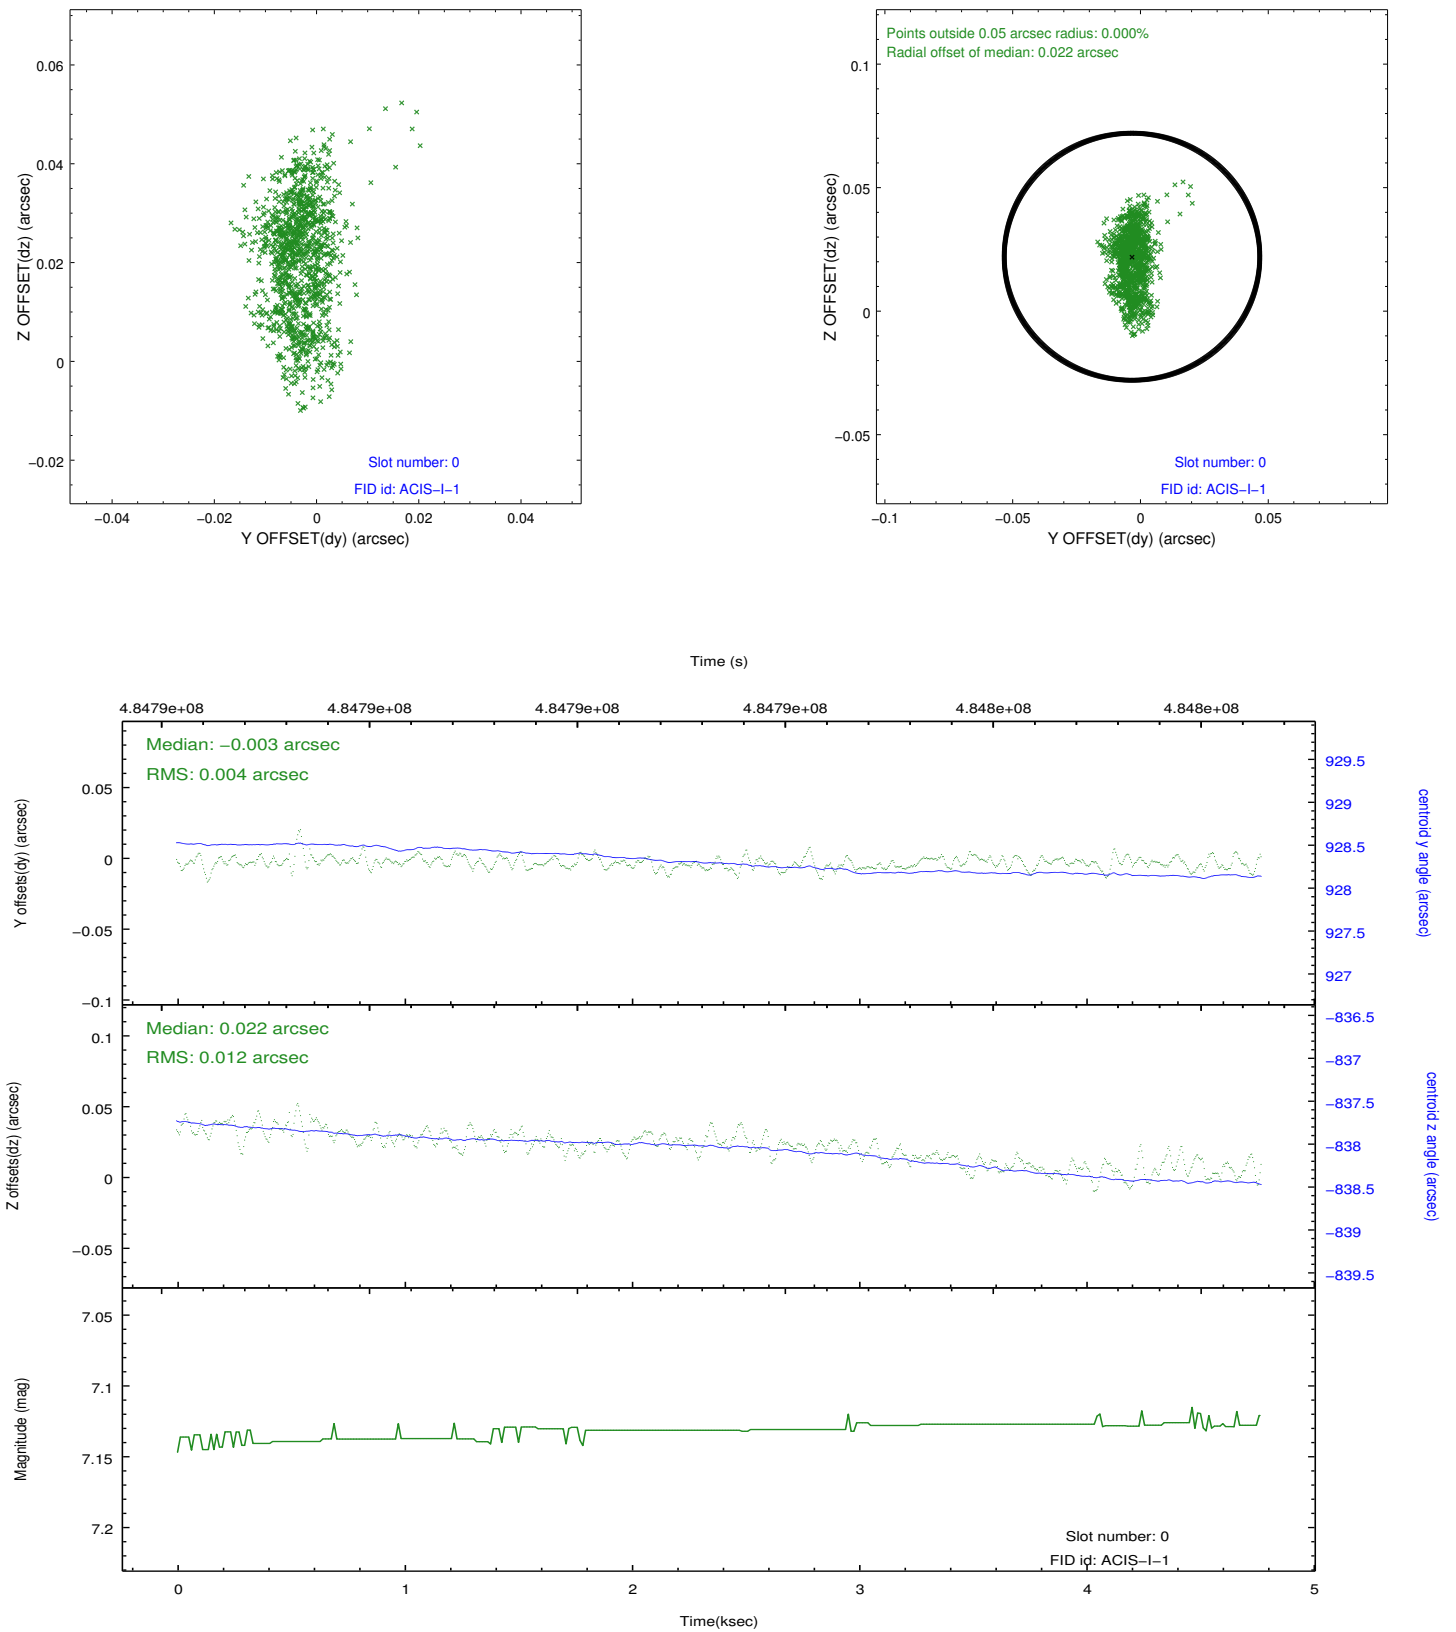 0.06
0.04
0.02
0
−0.02
Z OFFSET(dz) (arcsec)
Slot number: 0
FID id: ACIS−I−1
−0.04
−0.02
0
0.02
0.04
Y OFFSET(dy) (arcsec)
Points outside 0.05 arcsec radius: 0.000%
Radial offset of median: 0.022 arcsec
0.1
0.05
0
−0.05
Z OFFSET(dz) (arcsec)
Slot number: 0
FID id: ACIS−I−1
−0.1
−0.05
0
0.05
Y OFFSET(dy) (arcsec)
Time (s)
4.8479e+08
4.8479e+08
4.8479e+08
4.8479e+08
4.848e+08
4.848e+08
Median: −0.003 arcsec
RMS: 0.004 arcsec
0.05
0
−0.05
−0.1
Y offsets(dy) (arcsec)
929.5
929
928.5
928
927.5
927
centroid y angle (arcsec)
Median: 0.022 arcsec
RMS: 0.012 arcsec
0.1
0.05
0
−0.05
Z offsets(dz) (arcsec)
−836.5
−837
−837.5
−838
−838.5
−839
−839.5
centroid z angle (arcsec)
7.05
7.1
7.15
7.2
Magnitude (mag)
Slot number: 0
FID id: ACIS−I−1
0
1
2
3
4
5
Time(ksec)